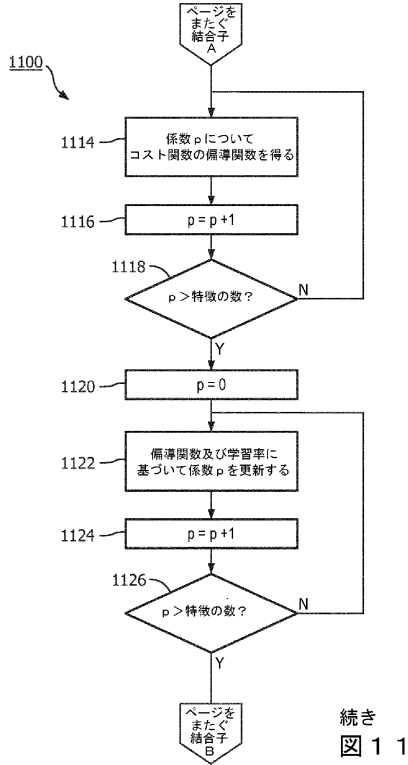 ページを
またぐ
結合子
A
1100
1114
係数pについて
コスト関数の偏導関数を得る
1116
p = p +1
1118
p＞特徴の数？
N
Y
1120
p = 0
1122
偏導関数及び学習率に
基づいて係数pを更新する
1124
p = p +1
1126
p＞特徴の数？
N
Y
ページを
またぐ
結合子
B
続き
図１１